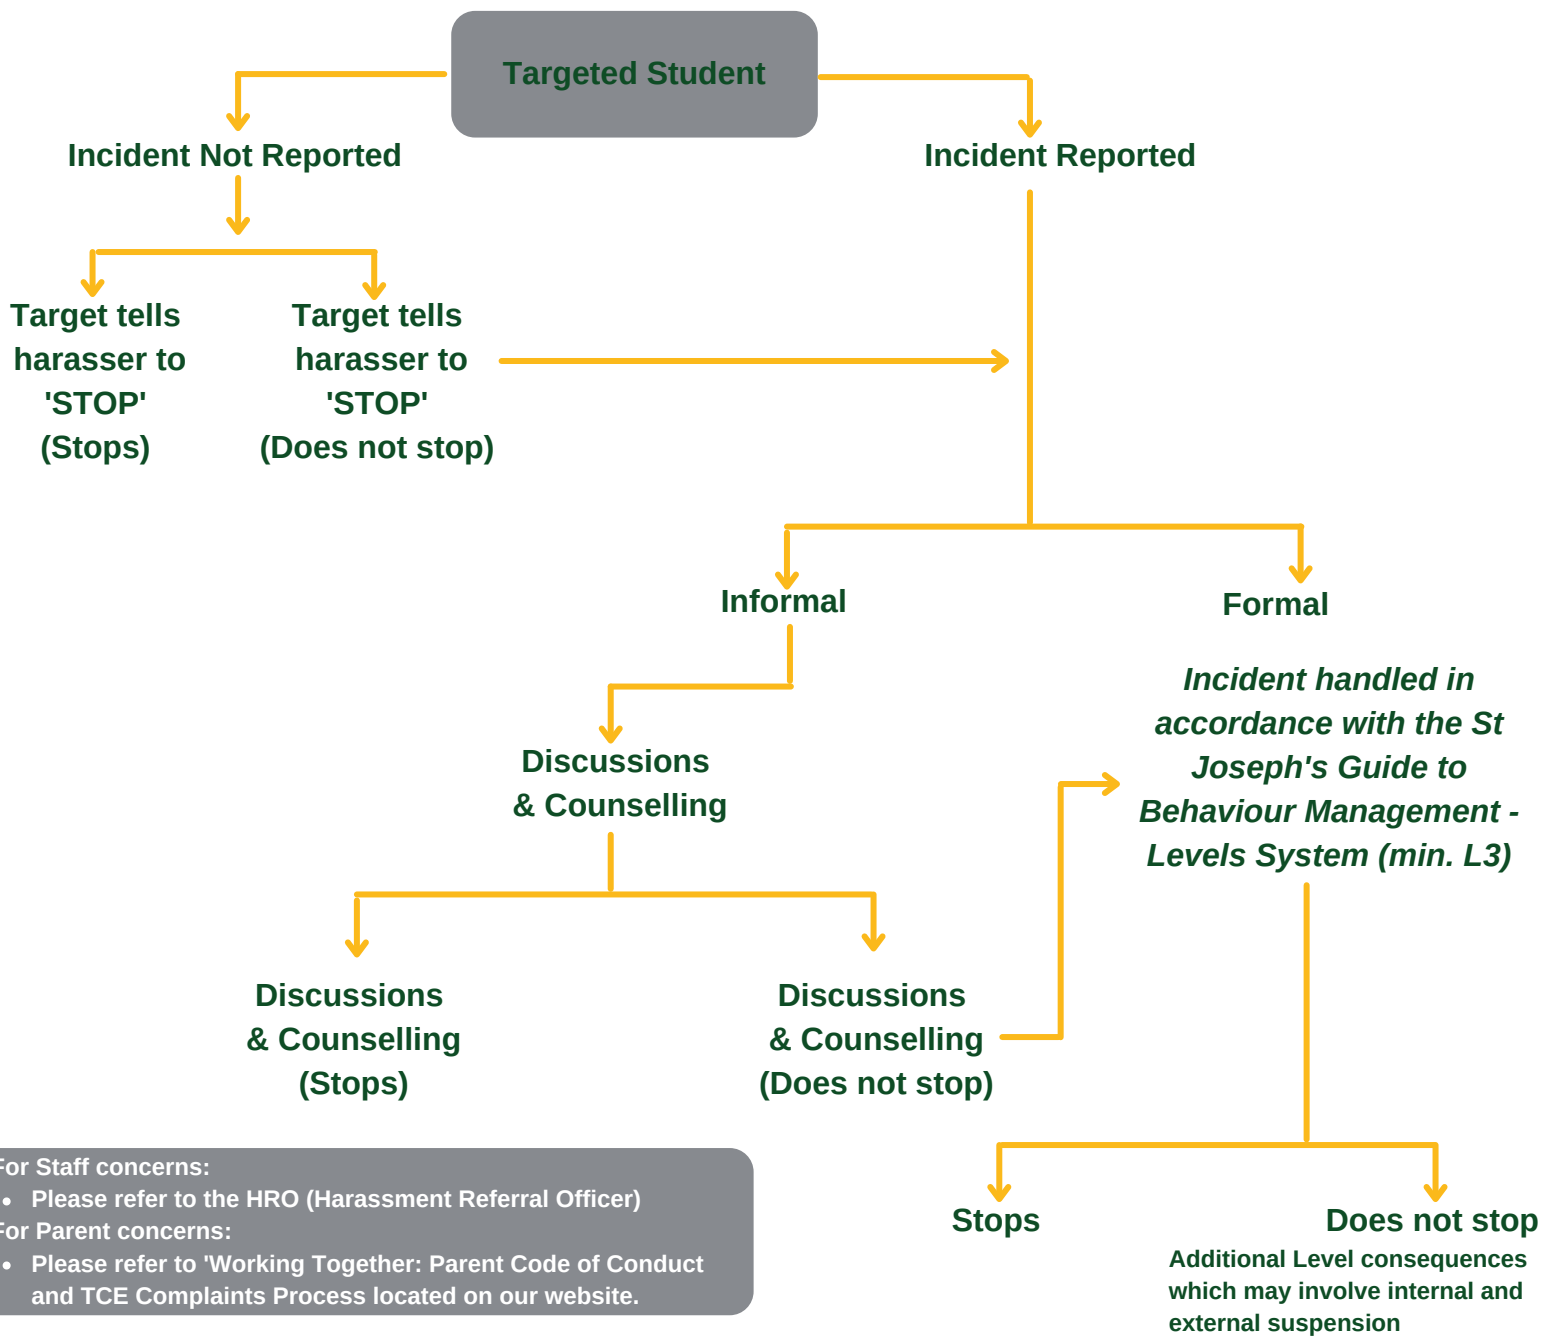 Targeted Student
Incident Not Reported
Incident Reported
Target tells
harasser to
'STOP'
(Stops)
Target tells
harasser to
'STOP'
(Does not stop)
Informal
Formal
Incident handled in
accordance with the St
Joseph's Guide to
Behaviour Management -
Levels System (min. L3)
Discussions
& Counselling
Discussions
& Counselling
(Stops)
Discussions
& Counselling
(Does not stop)
Stops
Does not stop
Additional Level consequences
which may involve internal and
external suspension
For Staff concerns:
• Please refer to the HRO (Harassment Referral Officer)
For Parent concerns:
• Please refer to 'Working Together: Parent Code of Conduct
and TCE Complaints Process located on our website.